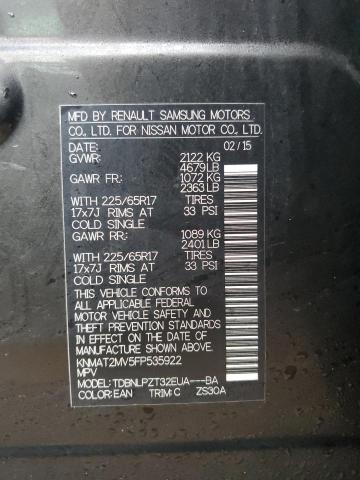 MFD BY RENAULT SAMSUNG MOTORS
CO., LTD. FOR NISSAN MOTOR CO., LTD.
DATE: 02/15
GVWR: 2122 KG
4679 LB
GAWR FR: 1072 KG
2363 LB
WITH 225/65R17 TIRES
17x7J RIMS AT 33 PSI
COLD SINGLE
GAWR RR: 1089 KG
2401 LB
WITH 225/65R17 TIRES
17x7J RIMS AT 33 PSI
COLD SINGLE
THIS VEHICLE CONFORMS TO
ALL APPLICABLE FEDERAL
MOTOR VEHICLE SAFETY AND
THEFT PREVENTION STANDARDS
IN EFFECT ON THE DATE OF
MANUFACTURE SHOWN ABOVE.
KNMAT2MV5FP535922
MPV
MODEL:TDBNLPZT32EUA---BA
COLOR:EAN TRIM:C ZS30A